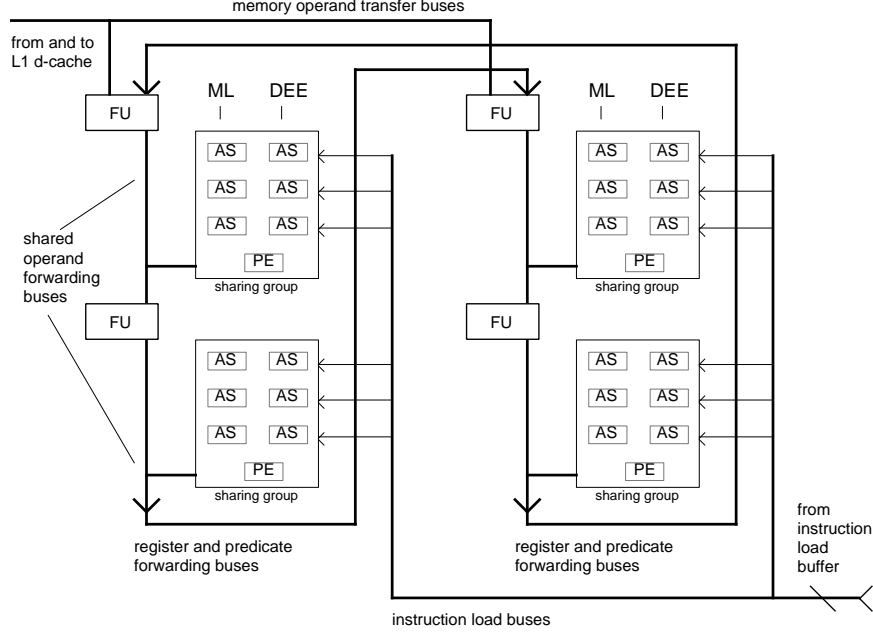 memory operand transfer buses
from and to
L1 d-cache
ML DEE
ML DEE
FU
FU
AS AS
AS AS
AS AS
PE
sharing group
AS AS
AS AS
AS AS
PE
sharing group
shared
operand
forwarding
buses
FU
FU
AS AS
AS AS
AS AS
PE
sharing group
AS AS
AS AS
AS AS
PE
sharing group
register and predicate
forwarding buses
register and predicate
forwarding buses
from
instruction
load
buffer
instruction load buses